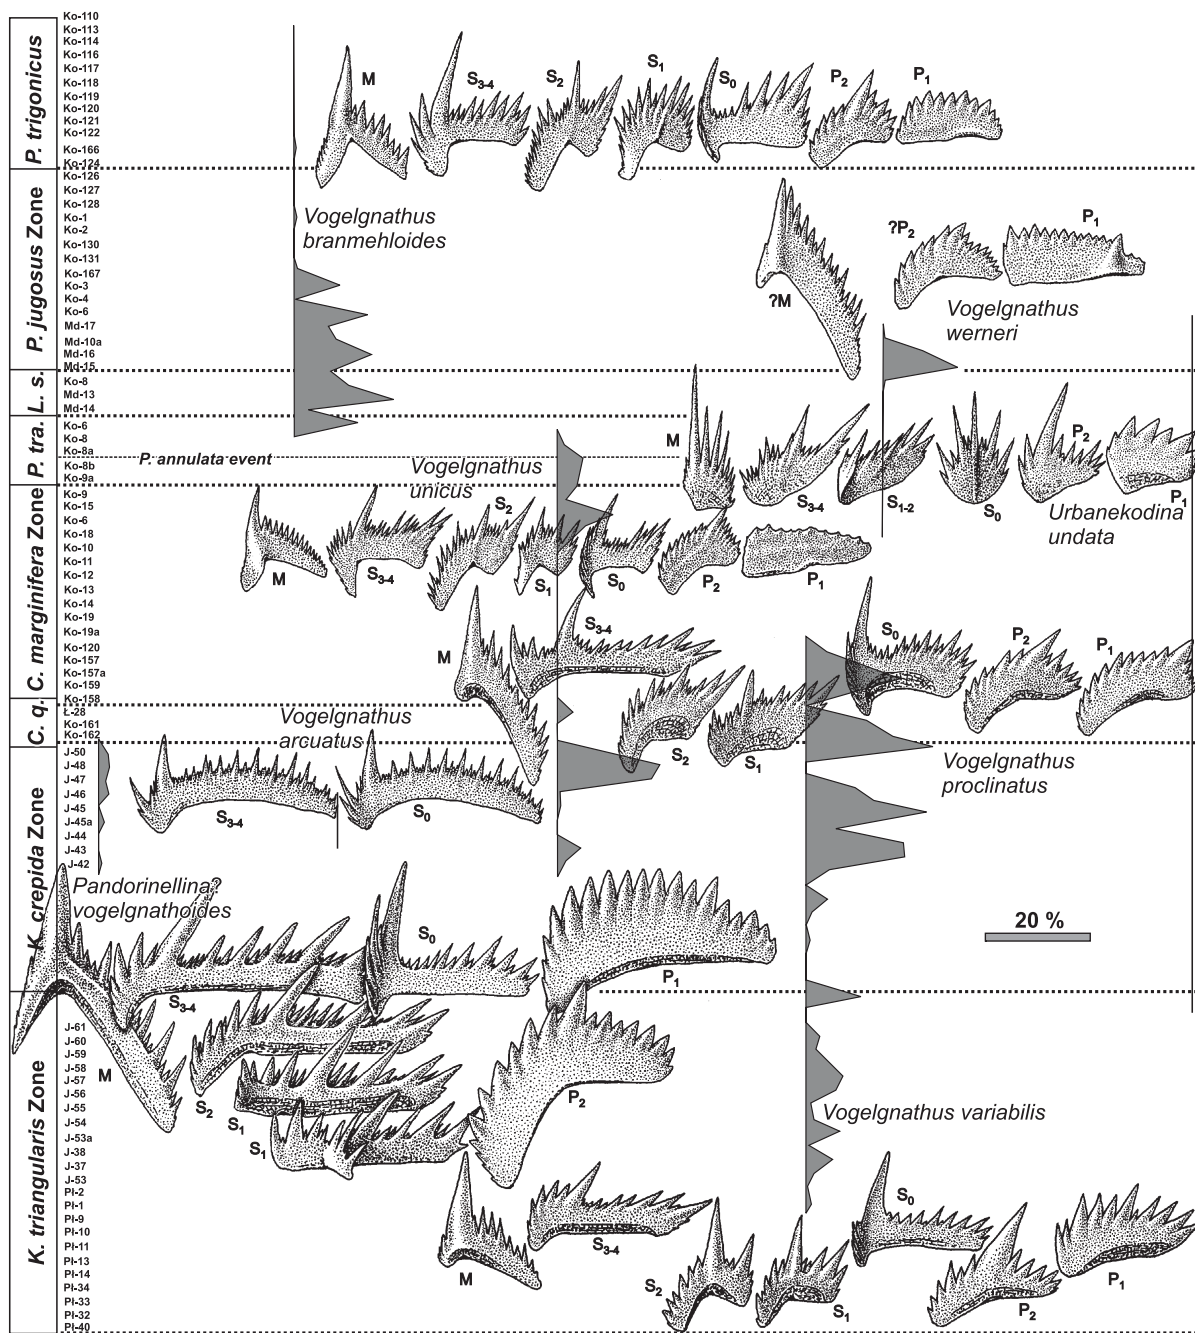 P. trigonicus
Ko-110
Ko-113
Ko-114
Ko-116
Ko-117
Ko-118
Ko-119
Ko-120
Ko-121
Ko-122
Ko-166
Ko-124
M
S3-4
S2
S1
S0
P2
P1
P. jugosus Zone
Ko-126
Ko-127
Ko-128
Ko-1
Ko-2
Ko-130
Ko-131
Ko-167
Ko-3
Ko-4
Ko-6
Md-17
Md-10a
Md-16
Md-15
Vogelgnathus
branmehloides
?M
?P2
P1
Vogelgnathus
werneri
L. s.
Ko-8
Md-13
Md-14
P. tra.
Ko-6
Ko-8
Ko-8a
Ko-8b
Ko-9a
P. annulata event
Vogelgnathus
unicus
M
S3-4
S1-2
S0
P2
P1
Urbanekodina
undata
C. marginifera Zone
Ko-9
Ko-15
Ko-6
Ko-18
Ko-10
Ko-11
Ko-12
Ko-13
Ko-14
Ko-19
Ko-19a
Ko-120
Ko-157
Ko-157a
Ko-159
Ko-158
M
S3-4
S2
S1
S0
P2
P1
M
S3-4
S0
P2
P1
C. q.
Ł-28
Ko-161
Ko-162
Vogelgnathus
arcuatus
S2
S1
K. crepida Zone
J-50
J-48
J-47
J-46
J-45
J-45a
J-44
J-43
J-42
S3-4
S0
Vogelgnathus
proclinatus
Pandorinellina?
vogelgnathoides
S0
S3-4
P1
20 %
K. triangularis Zone
J-61
J-60
J-59
J-58
J-57
J-56
J-55
J-54
J-53a
J-38
J-37
J-53
Pl-2
Pl-1
Pl-9
Pl-10
Pl-11
Pl-13
Pl-14
Pl-34
Pl-33
Pl-32
Pl-40
M
S2
S1
S1
P2
Vogelgnathus variabilis
M
S3-4
S2
S1
S0
P2
P1